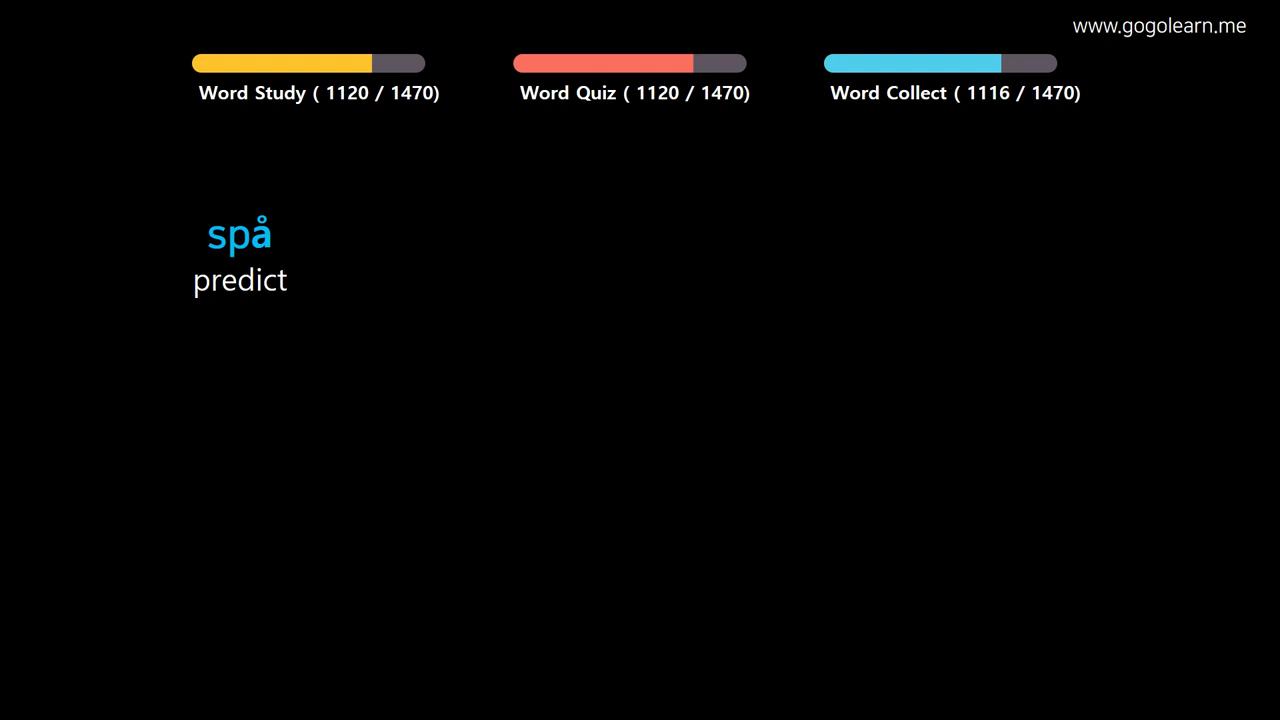 www.gogolearn.me
Word Study ( 1120 / 1470)
Word Quiz ( 1120 / 1470)
Word Collect ( 1116 / 1470)
spå
predict